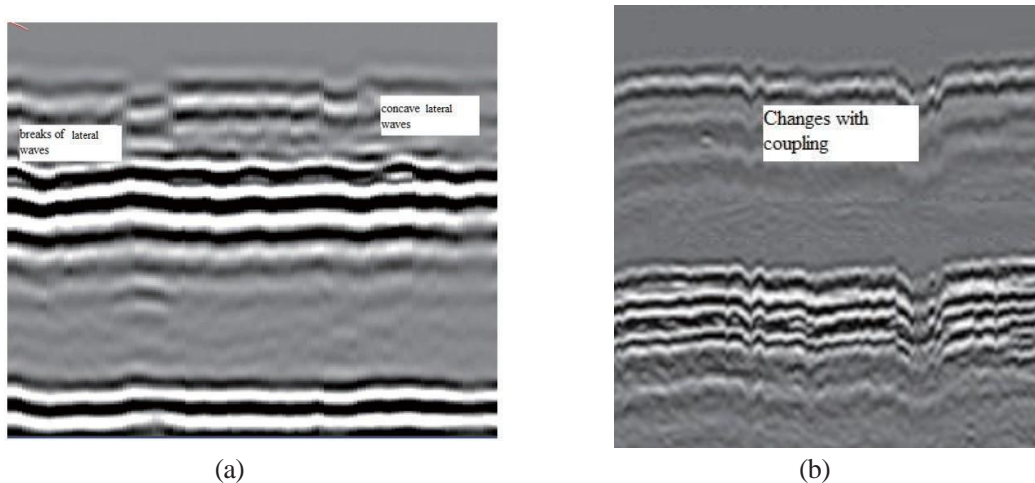 breaks of lateral
waves
concave lateral
waves
Changes with
coupling
(a)
(b)